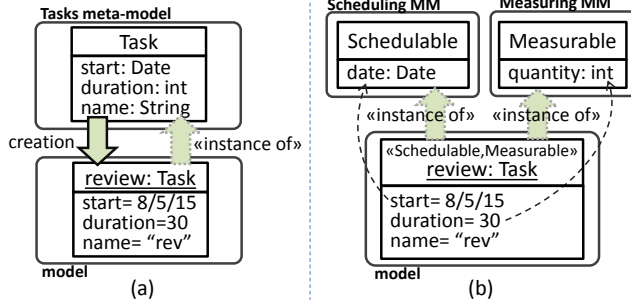 Tasks meta-model
Task
start: Date
duration: int
name: String
creation
«instance of»
review: Task
start= 8/5/15
duration=30
name= “rev”
model
(a)
Scheduling MM
Measuring MM
Schedulable
Measurable
date: Date
quantity: int
«instance of»
«instance of»
«Schedulable,Measurable»
review: Task
start= 8/5/15
duration= 30
name= “rev”
model
(b)